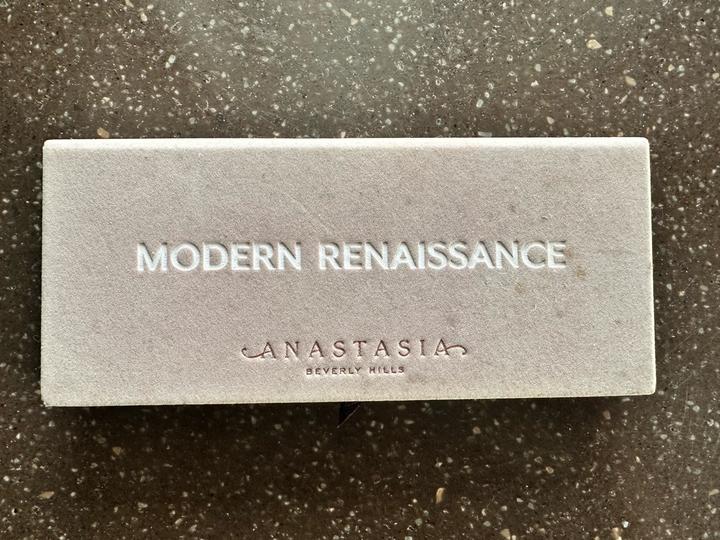 MODERN RENAISSANCE
ANASTASIA
BEVERLY HILLS